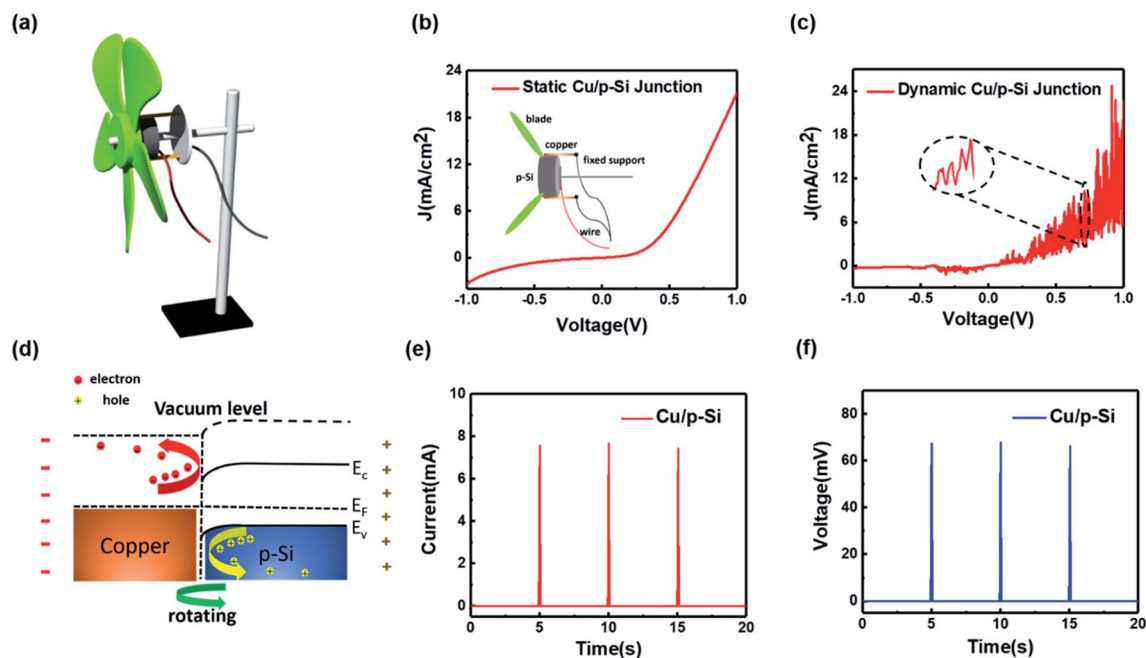 (a)
(b)
24
18
12
6
0
J(mA/cm2)
Static Cu/p-Si Junction
blade
copper
fixed support
p-Si
wire
-1.0
-0.5
0.0
0.5
1.0
Voltage(V)
(c)
24
18
12
6
0
J(mA/cm2)
Dynamic Cu/p-Si Junction
-1.0
-0.5
0.0
0.5
1.0
Voltage(V)
(d)
electron
hole
Vacuum level
Ec
EF
Ev
Copper
p-Si
rotating
(e)
10
8
6
4
2
0
Current(mA)
Cu/p-Si
0
5
10
15
20
Time(s)
(f)
80
60
40
20
0
Voltage(mV)
Cu/p-Si
0
5
10
15
20
Time(s)